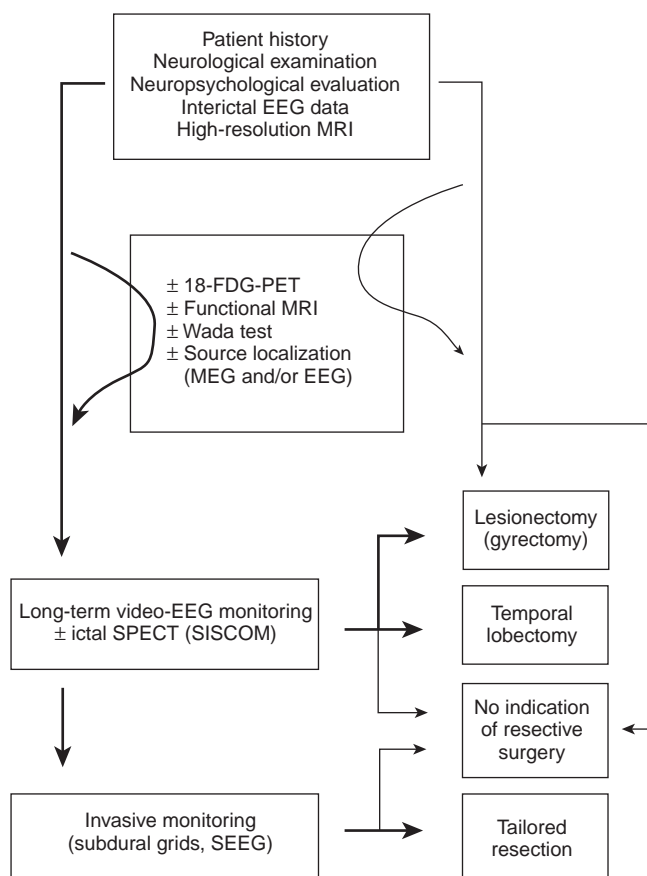 Patient history
Neurological examination
Neuropsychological evaluation
Interictal EEG data
High-resolution MRI
± 18-FDG-PET
± Functional MRI
± Wada test
± Source localization
(MEG and/or EEG)
Lesionectomy
(gyrectomy)
Long-term video-EEG monitoring
± ictal SPECT (SISCOM)
Temporal
lobectomy
No indication
of resective
surgery
Invasive monitoring
(subdural grids, SEEG)
Tailored
resection